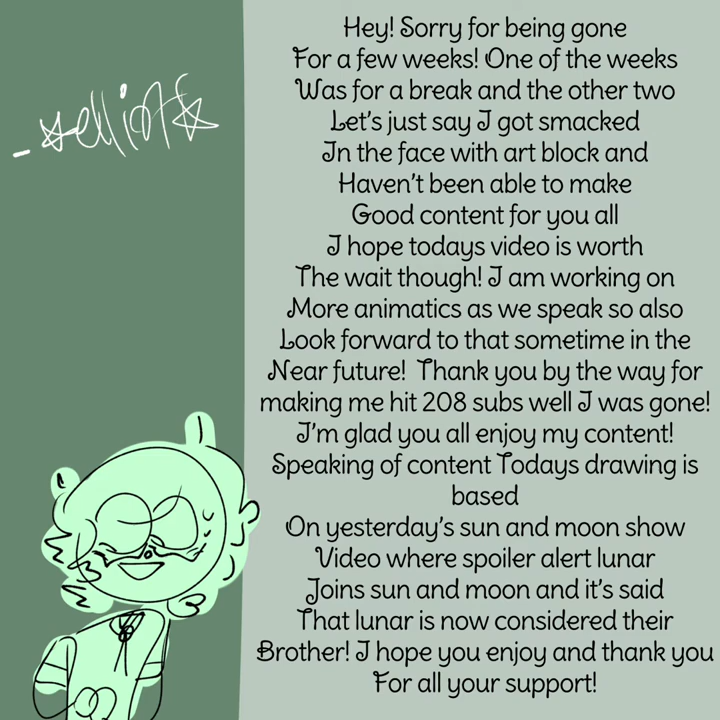 Hey! Sorry for being gone
For a few weeks! One of the weeks
Was for a break and the other two
Let's just say I got smacked
In the face with art block and
Haven't been able to make
Good content for you all
I hope todays video is worth
The wait though! I am working on
More animatics as we speak so also
Look forward to that sometime in the
Near future! Thank you by the way for
making me hit 208 subs well I was gone!
I'm glad you all enjoy my content!
Speaking of content Todays drawing is
based
On yesterday's sun and moon show
Video where spoiler alert lunar
Joins sun and moon and it's said
That lunar is now considered their
Brother! I hope you enjoy and thank you
For all your support!